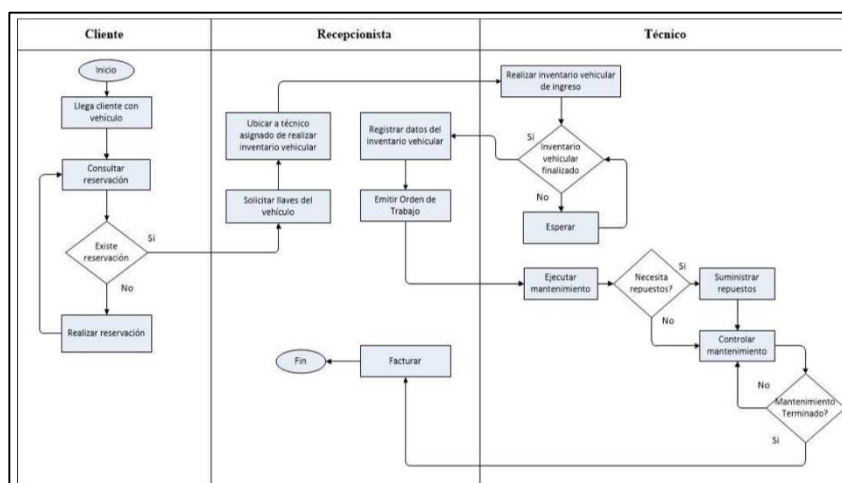 Cliente
Recepcionista
Técnico
Inicio
Llega cliente con
vehículo
Consultar
reservación
Existe
reservación
Si
No
Realizar reservación
Ubicar a técnico
asignado de realizar
inventario vehicular
Solicitar llaves del
vehículo
Registrar datos del
inventario vehicular
Emitir Orden de
Trabajo
Realizar inventario vehicular
de ingreso
Si
Inventario
vehicular
finalizado
No
Esperar
Ejecutar
mantenimiento
Necesita
repuestos?
Si
No
Suministrar
repuestos
Controlar
mantenimiento
No
Mantenimiento
Terminado?
Si
Facturar
Fin